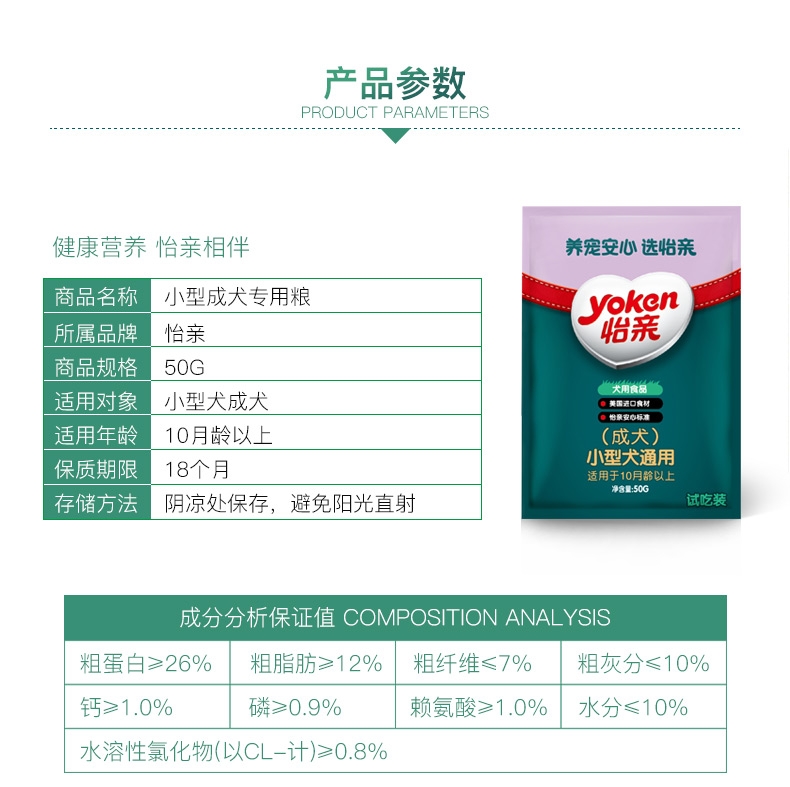 产品参数
PRODUCT PARAMETERS
健康营养 怡亲相伴
商品名称 小型成犬专用粮
所属品牌 怡亲
商品规格 50G
适用对象 小型犬成犬
适用年龄 10月龄以上
保质期限 18个月
存储方法 阴凉处保存，避免阳光直射
养宠安心 选怡亲
yoken
怡亲
犬用食品
美国进口食材
怡亲安心标准
（成犬）
小型犬通用
适用于10月龄以上
净含量:50G
试吃装
成分分析保证值 COMPOSITION ANALYSIS
粗蛋白≥26% 粗脂肪≥12% 粗纤维≤7% 粗灰分≤10%
钙≥1.0% 磷≥0.9% 赖氨酸≥1.0% 水分≤10%
水溶性氯化物(以CL-计)≥0.8%